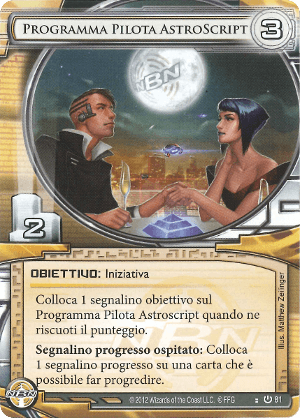 Programma Pilota AstroScript
3
NBN
2
OBIETTIVO: Iniziativa
Colloca 1 segnalino obiettivo sul
Programma Pilota Astroscript quando ne
riscuoti il punteggio.
Segnalino progresso ospitato: Colloca
1 segnalino progresso su una carta che è
possibile far progredire.
Illus. Matthew Zeilinger
NBN
© 2012 Wizards of the Coast LLC. © FFG
81